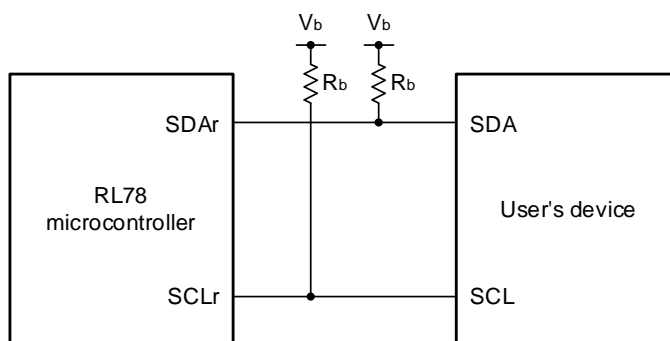 Vb Vb
Rb Rb
SDAr SDA
RL78
microcontroller
User's device
SCLr SCL